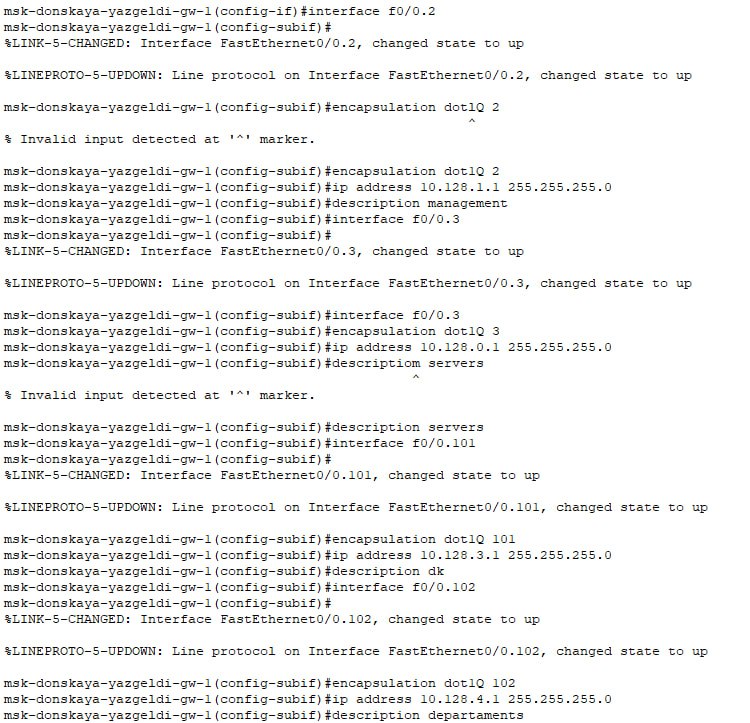 msk-donskaya-yazgeldi-gw-1(config-if)#interface f0/0.2
msk-donskaya-yazgeldi-gw-1(config-subif)#
%LINK-5-CHANGED: Interface FastEthernet0/0.2, changed state to up
%LINEPROTO-5-UPDOWN: Line protocol on Interface FastEthernet0/0.2, changed state to up
msk-donskaya-yazgeldi-gw-1(config-subif)#encapsulation dotlQ 2
^
% Invalid input detected at '^' marker.
msk-donskaya-yazgeldi-gw-1(config-subif)#encapsulation dot1Q 2
msk-donskaya-yazgeldi-gw-1(config-subif)#ip address 10.128.1.1 255.255.255.0
msk-donskaya-yazgeldi-gw-1(config-subif)#description management
msk-donskaya-yazgeldi-gw-1(config-subif)#interface f0/0.3
msk-donskaya-yazgeldi-gw-1(config-subif)#
%LINK-5-CHANGED: Interface FastEthernet0/0.3, changed state to up
%LINEPROTO-5-UPDOWN: Line protocol on Interface FastEthernet0/0.3, changed state to up
msk-donskaya-yazgeldi-gw-1(config-subif)#interface f0/0.3
msk-donskaya-yazgeldi-gw-1(config-subif)#encapsulation dot1Q 3
msk-donskaya-yazgeldi-gw-1(config-subif)#ip address 10.128.0.1 255.255.255.0
msk-donskaya-yazgeldi-gw-1(config-subif)#descriptiom servers
^
% Invalid input detected at '^' marker.
msk-donskaya-yazgeldi-gw-1(config-subif)#description servers
msk-donskaya-yazgeldi-gw-1(config-subif)#interface f0/0.101
msk-donskaya-yazgeldi-gw-1(config-subif)#
%LINK-5-CHANGED: Interface FastEthernet0/0.101, changed state to up
%LINEPROTO-5-UPDOWN: Line protocol on Interface FastEthernet0/0.101, changed state to up
msk-donskaya-yazgeldi-gw-1(config-subif)#encapsulation dot1Q 101
msk-donskaya-yazgeldi-gw-1(config-subif)#ip address 10.128.3.1 255.255.255.0
msk-donskaya-yazgeldi-gw-1(config-subif)#description dk
msk-donskaya-yazgeldi-gw-1(config-subif)#interface f0/0.102
msk-donskaya-yazgeldi-gw-1(config-subif)#
%LINK-5-CHANGED: Interface FastEthernet0/0.102, changed state to up
%LINEPROTO-5-UPDOWN: Line protocol on Interface FastEthernet0/0.102, changed state to up
msk-donskaya-yazgeldi-gw-1(config-subif)#encapsulation dot1Q 102
msk-donskaya-yazgeldi-gw-1(config-subif)#ip address 10.128.4.1 255.255.255.0
msk-donskaya-yazgeldi-gw-1(config-subif)#description departaments